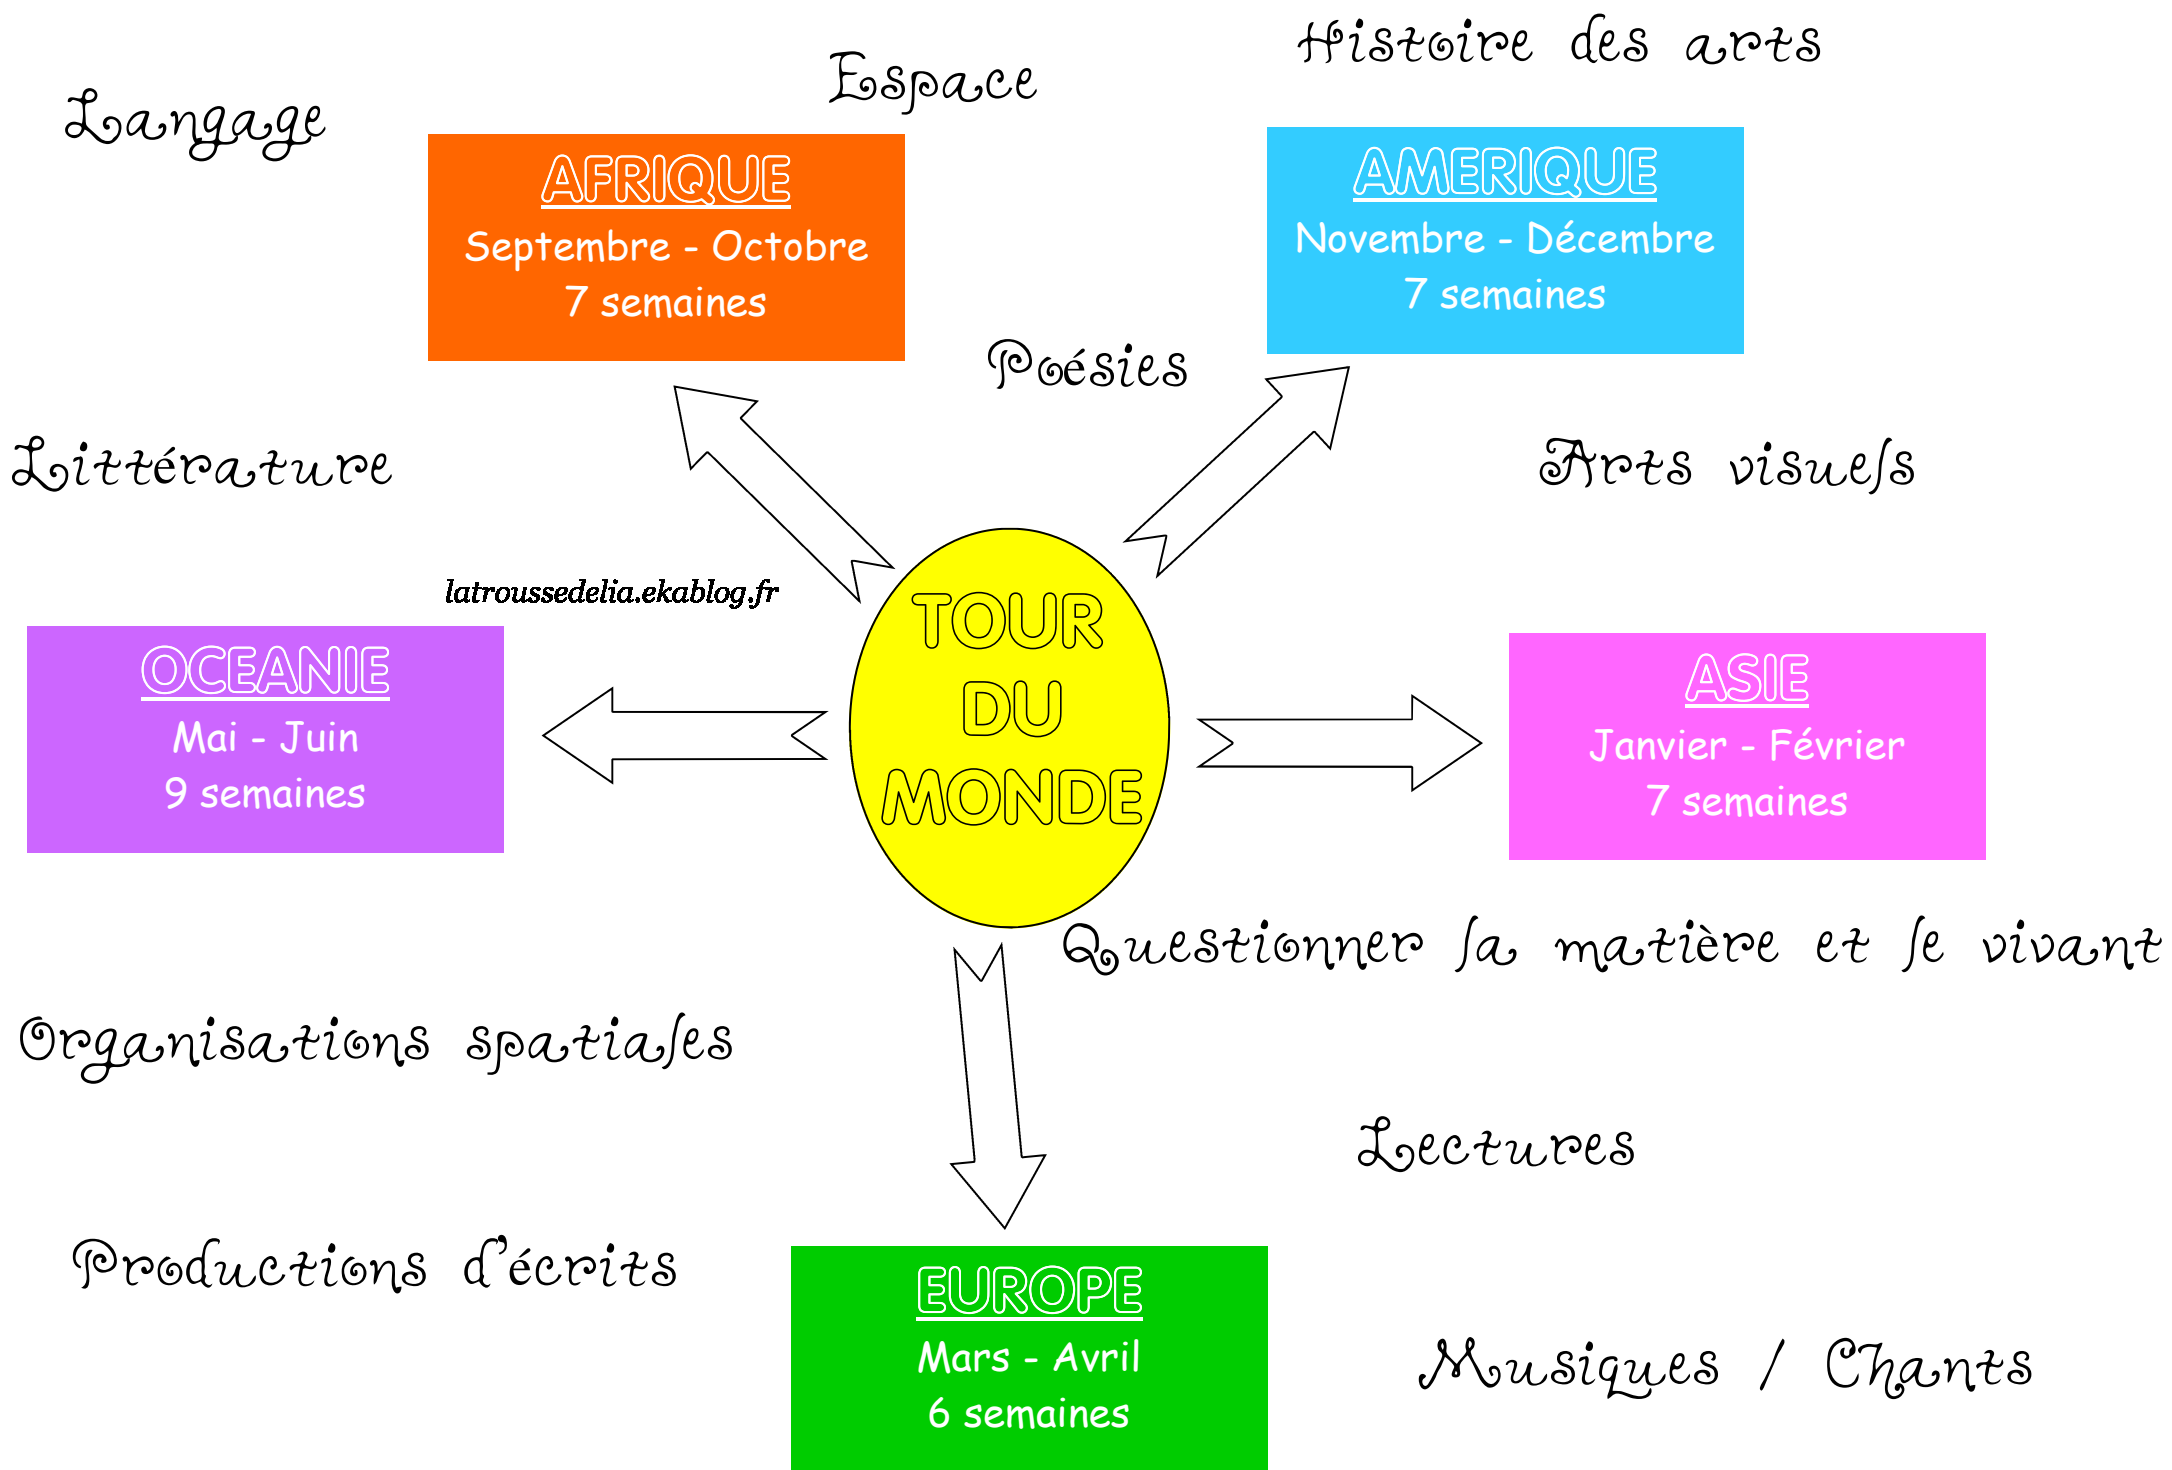 Histoire des arts
Espace
Langage
AFRIQUE
Septembre - Octobre
7 semaines
AMERIQUE
Novembre - Décembre
7 semaines
Poésies
Littérature
Arts visuels
latroussedelia.ekablog.fr
TOUR
DU
MONDE
OCEANIE
Mai - Juin
9 semaines
ASIE
Janvier - Février
7 semaines
Questionner la matière et le vivant
Organisations spatiales
Lectures
Productions d'écrits
EUROPE
Mars - Avril
6 semaines
Musiques / Chants